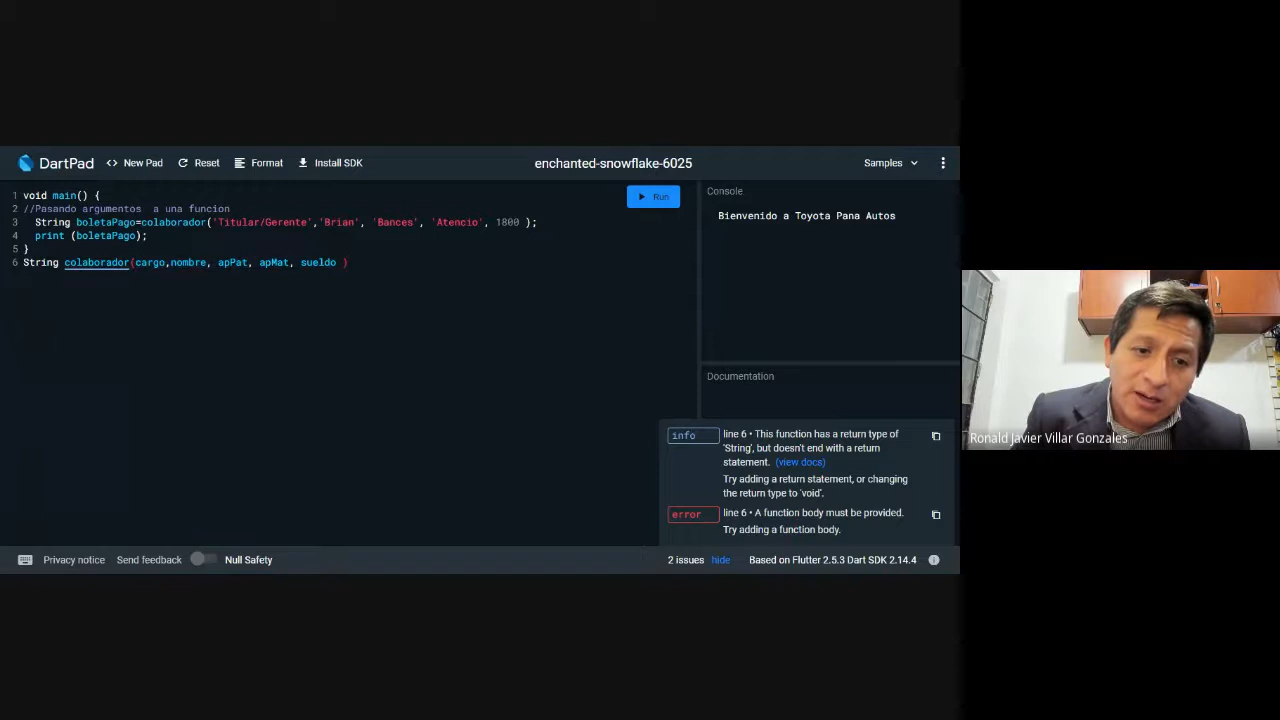 DartPad
<> New Pad
Reset
Format
Install SDK
enchanted-snowflake-6025
Samples
1 void main() {
2 //Pasando argumentos  a una funcion
3   String boletaPago=colaborador('Titular/Gerente','Brian', 'Bances', 'Atencio', 1800 );
4   print (boletaPago);
5 }
6 String colaborador(cargo,nombre, apPat, apMat, sueldo )
Run
Console
Bienvenido a Toyota Pana Autos
Documentation
info
line 6 • This function has a return type of
'String', but doesn't end with a return
statement. (view docs)
Try adding a return statement, or changing
the return type to 'void'.
error
line 6 • A function body must be provided.
Try adding a function body.
Privacy notice
Send feedback
Null Safety
2 issues hide
Based on Flutter 2.5.3 Dart SDK 2.14.4
Ronald Javier Villar Gonzales